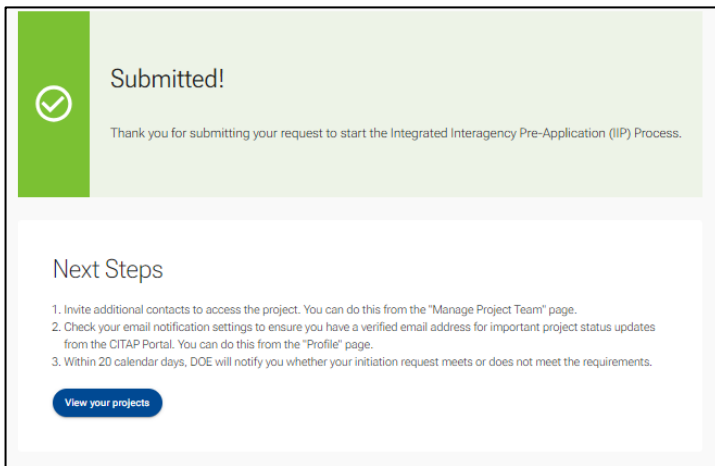 Submitted!
Thank you for submitting your request to start the Integrated Interagency Pre-Application (IIP) Process.
Next Steps
1. Invite additional contacts to access the project. You can do this from the "Manage Project Team" page.
2. Check your email notification settings to ensure you have a verified email address for important project status updates
from the CITAP Portal. You can do this from the "Profile" page.
3. Within 20 calendar days, DOE will notify you whether your initiation request meets or does not meet the requirements.
View your projects